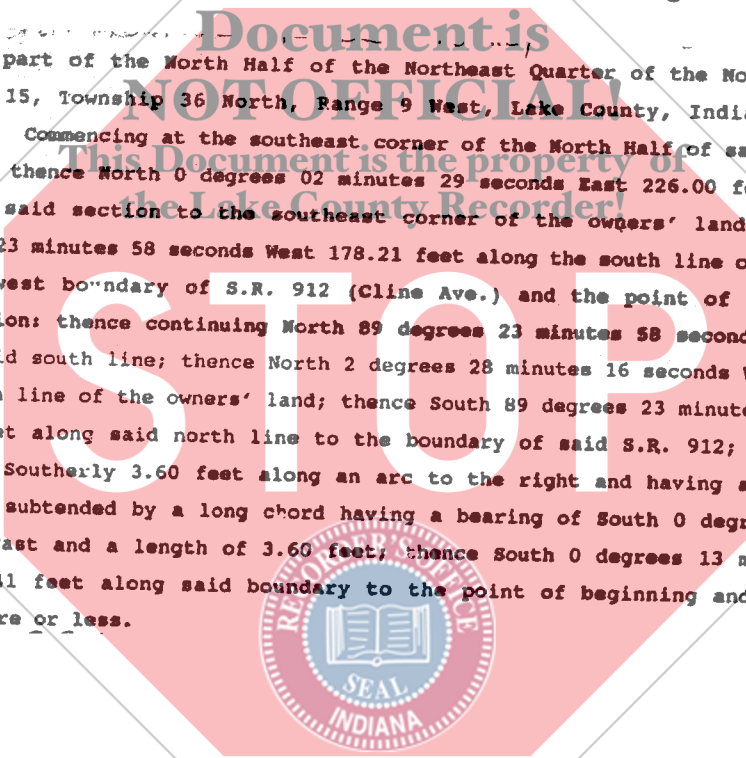 Document is
NOT OFFICIAL!
This Document is the property of
the Lake County Recorder!
STOP
part of the North Half of the Northeast Quarter of the No
15, Township 36 North, Range 9 West, Lake County, Indi
Commencing at the southeast corner of the North Half of sa
thence North 0 degrees 02 minutes 29 seconds East 226.00 f
said section to the southeast corner of the owners' land
23 minutes 58 seconds West 178.21 feet along the south line o
west boundary of S.R. 912 (Cline Ave.) and the point of
ion: thence continuing North 89 degrees 23 minutes 58 second
id south line; thence North 2 degrees 28 minutes 16 seconds W
line of the owners' land; thence South 89 degrees 23 minute
et along said north line to the boundary of said S.R. 912;
Southerly 3.60 feet along an arc to the right and having a
subtended by a long chord having a bearing of South 0 degr
ast and a length of 3.60 feet; thence South 0 degrees 13 m
11 feet along said boundary to the point of beginning and
re or less.
RECORDER'S OFFICE
SEAL
INDIANA